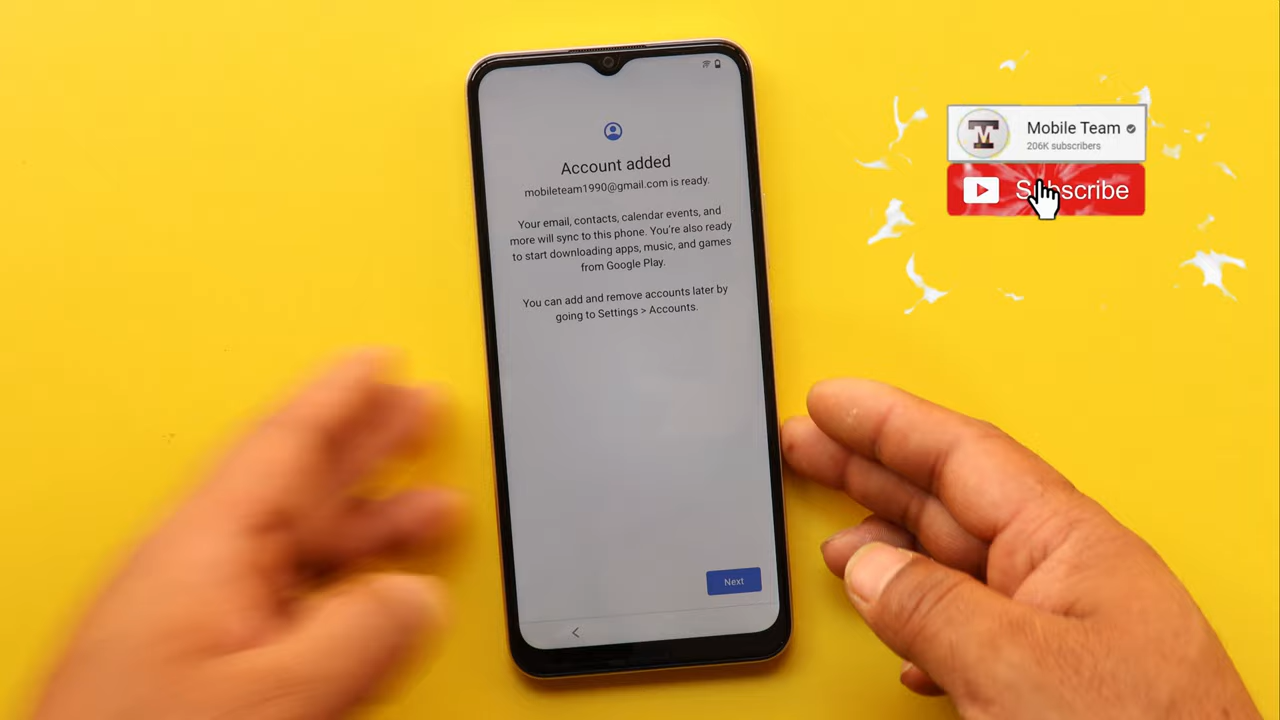 Account added
mobileteam1990@gmail.com is ready.
Your email, contacts, calendar events, and
more will sync to this phone. You're also ready
to start downloading apps, music, and games
from Google Play.
You can add and remove accounts later by
going to Settings > Accounts.
Next
Mobile Team
206K subscribers
Subscribe